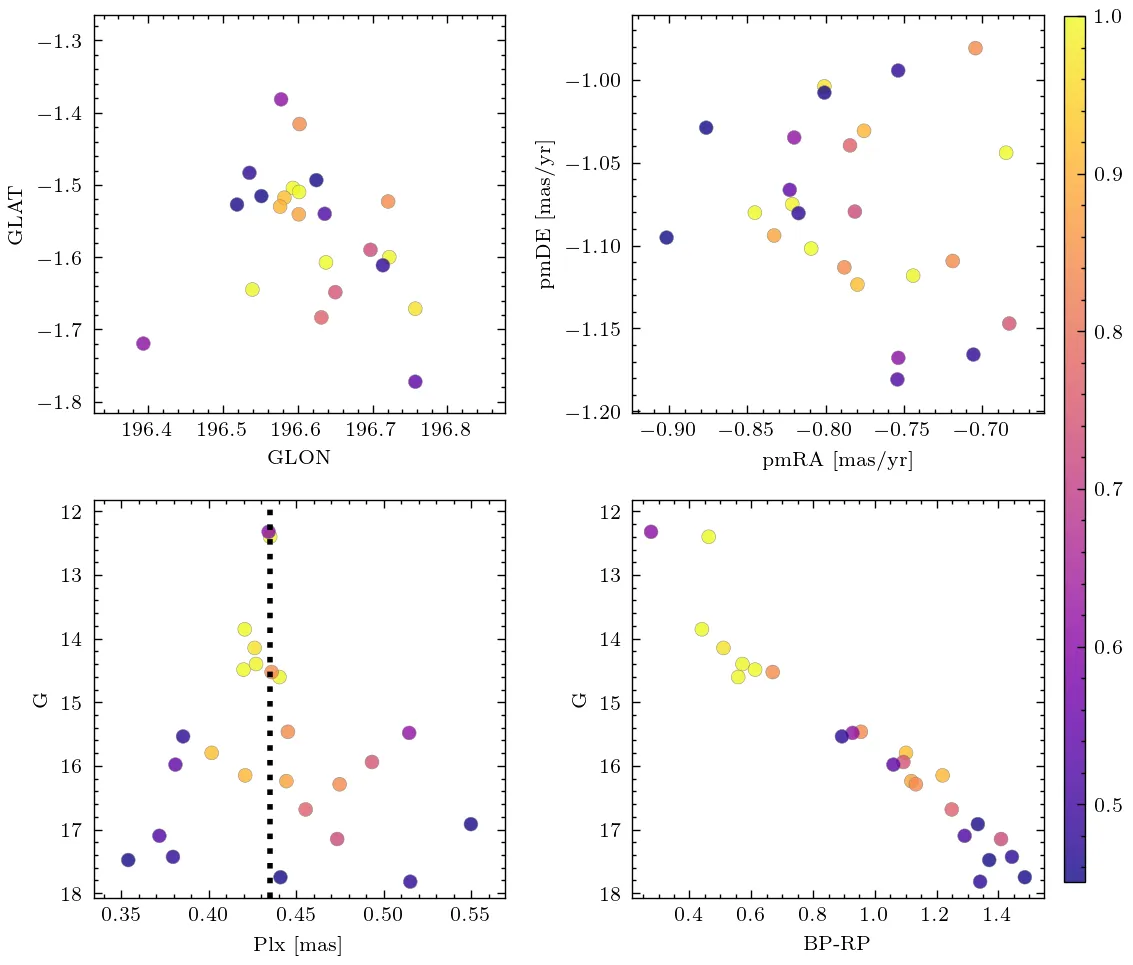 −1.3
−1.4
−1.5
−1.6
−1.7
−1.8
GLAT
196.4 196.5 196.6 196.7 196.8
GLON
−1.00
−1.05
−1.10
−1.15
−1.20
pmDE [mas/yr]
−0.90 −0.85 −0.80 −0.75 −0.70
pmRA [mas/yr]
12
13
14
15
16
17
18
G
0.35 0.40 0.45 0.50 0.55
Plx [mas]
12
13
14
15
16
17
18
G
0.4 0.6 0.8 1.0 1.2 1.4
BP-RP
1.0
0.9
0.8
0.7
0.6
0.5